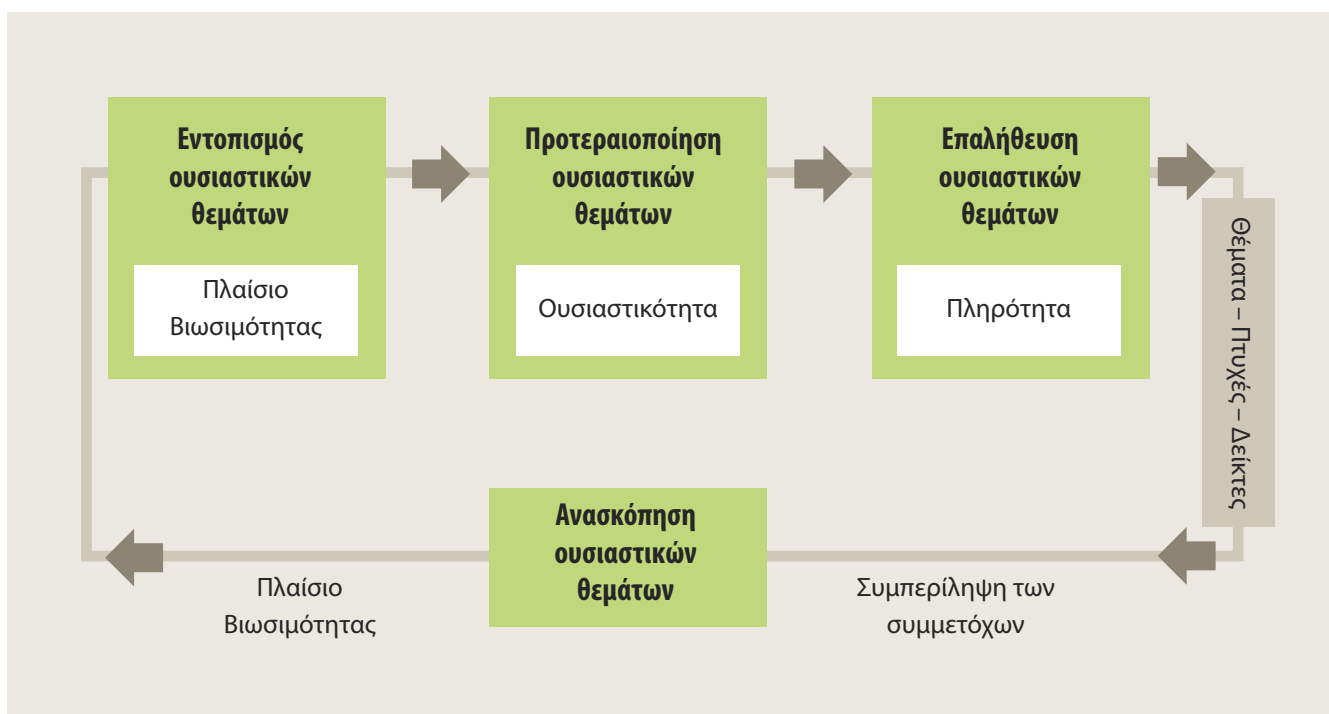 Εντοπισμός
ουσιαστικών
θεμάτων
Πλαίσιο
Βιωσιμότητας
Προτεραιοποίηση
ουσιαστικών
θεμάτων
Ουσιαστικότητα
Επαλήθευση
ουσιαστικών
θεμάτων
Πληρότητα
Θέματα – Πτυχές – Δείκτες
Ανασκόπηση
ουσιαστικών
θεμάτων
Πλαίσιο
Βιωσιμότητας
Συμπερίληψη των
συμμετόχων